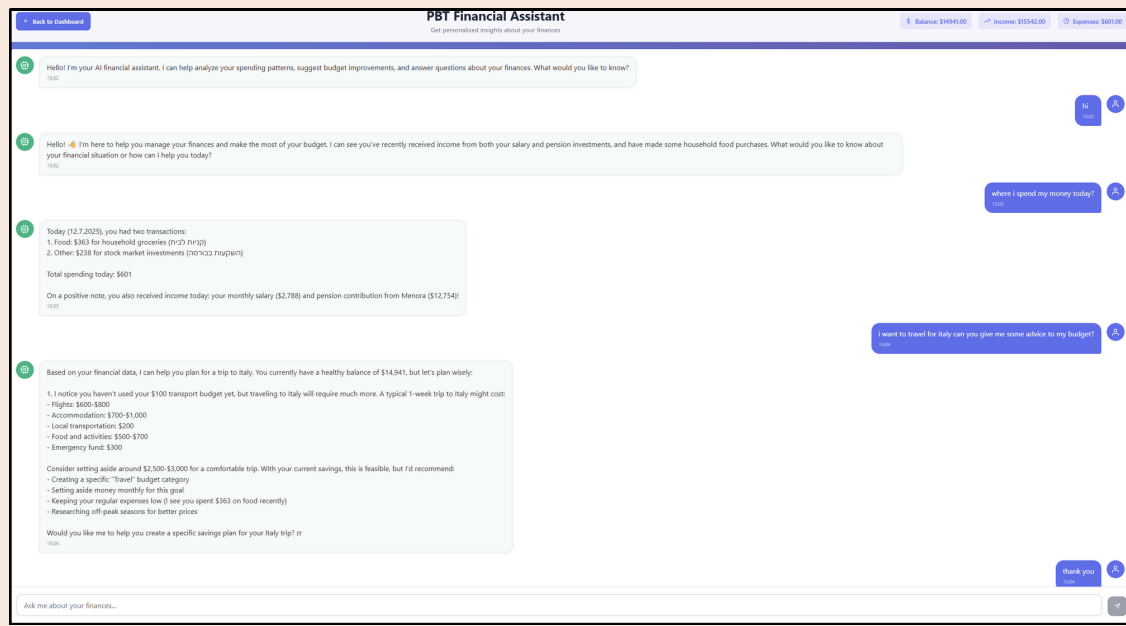 Back to Dashboard
PBT Financial Assistant
Get personalized insights about your finances
Balance: $14941.00
Income: $15542.00
Expenses: $601.00
Hello! I'm your AI financial assistant. I can help analyze your spending patterns, suggest budget improvements, and answer questions about your finances. What would you like to know?
15:02
hi
15:02
Hello! 👋 I'm here to help you manage your finances and make the most of your budget. I can see you've recently received income from both your salary and pension investments, and have made some household food purchases. What would you like to know about
your financial situation or how can I help you today?
15:02
where i spend my money today?
15:03
Today (12.7.2025), you had two transactions:
1. Food: $363 for household groceries (קניות לבית)
2. Other: $238 for stock market investments (השקעות בבורסה)
Total spending today: $601
On a positive note, you also received income today: your monthly salary ($2,788) and pension contribution from Menora ($12,754)!
15:03
i want to travel for italy can you give me some advice to my budget?
15:04
Based on your financial data, I can help you plan for a trip to Italy. You currently have a healthy balance of $14,941, but let's plan wisely:
1. I notice you haven't used your $100 transport budget yet, but traveling to Italy will require much more. A typical 1-week trip to Italy might cost:
- Flights: $600-$800
- Accommodation: $700-$1,000
- Local transportation: $200
- Food and activities: $500-$700
- Emergency fund: $300
Consider setting aside around $2,500-$3,000 for a comfortable trip. With your current savings, this is feasible, but I'd recommend:
- Creating a specific "Travel" budget category
- Setting aside money monthly for this goal
- Keeping your regular expenses low (I see you spent $363 on food recently)
- Researching off-peak seasons for better prices
Would you like me to help you create a specific savings plan for your Italy trip?
15:04
thank you
15:04
Ask me about your finances...